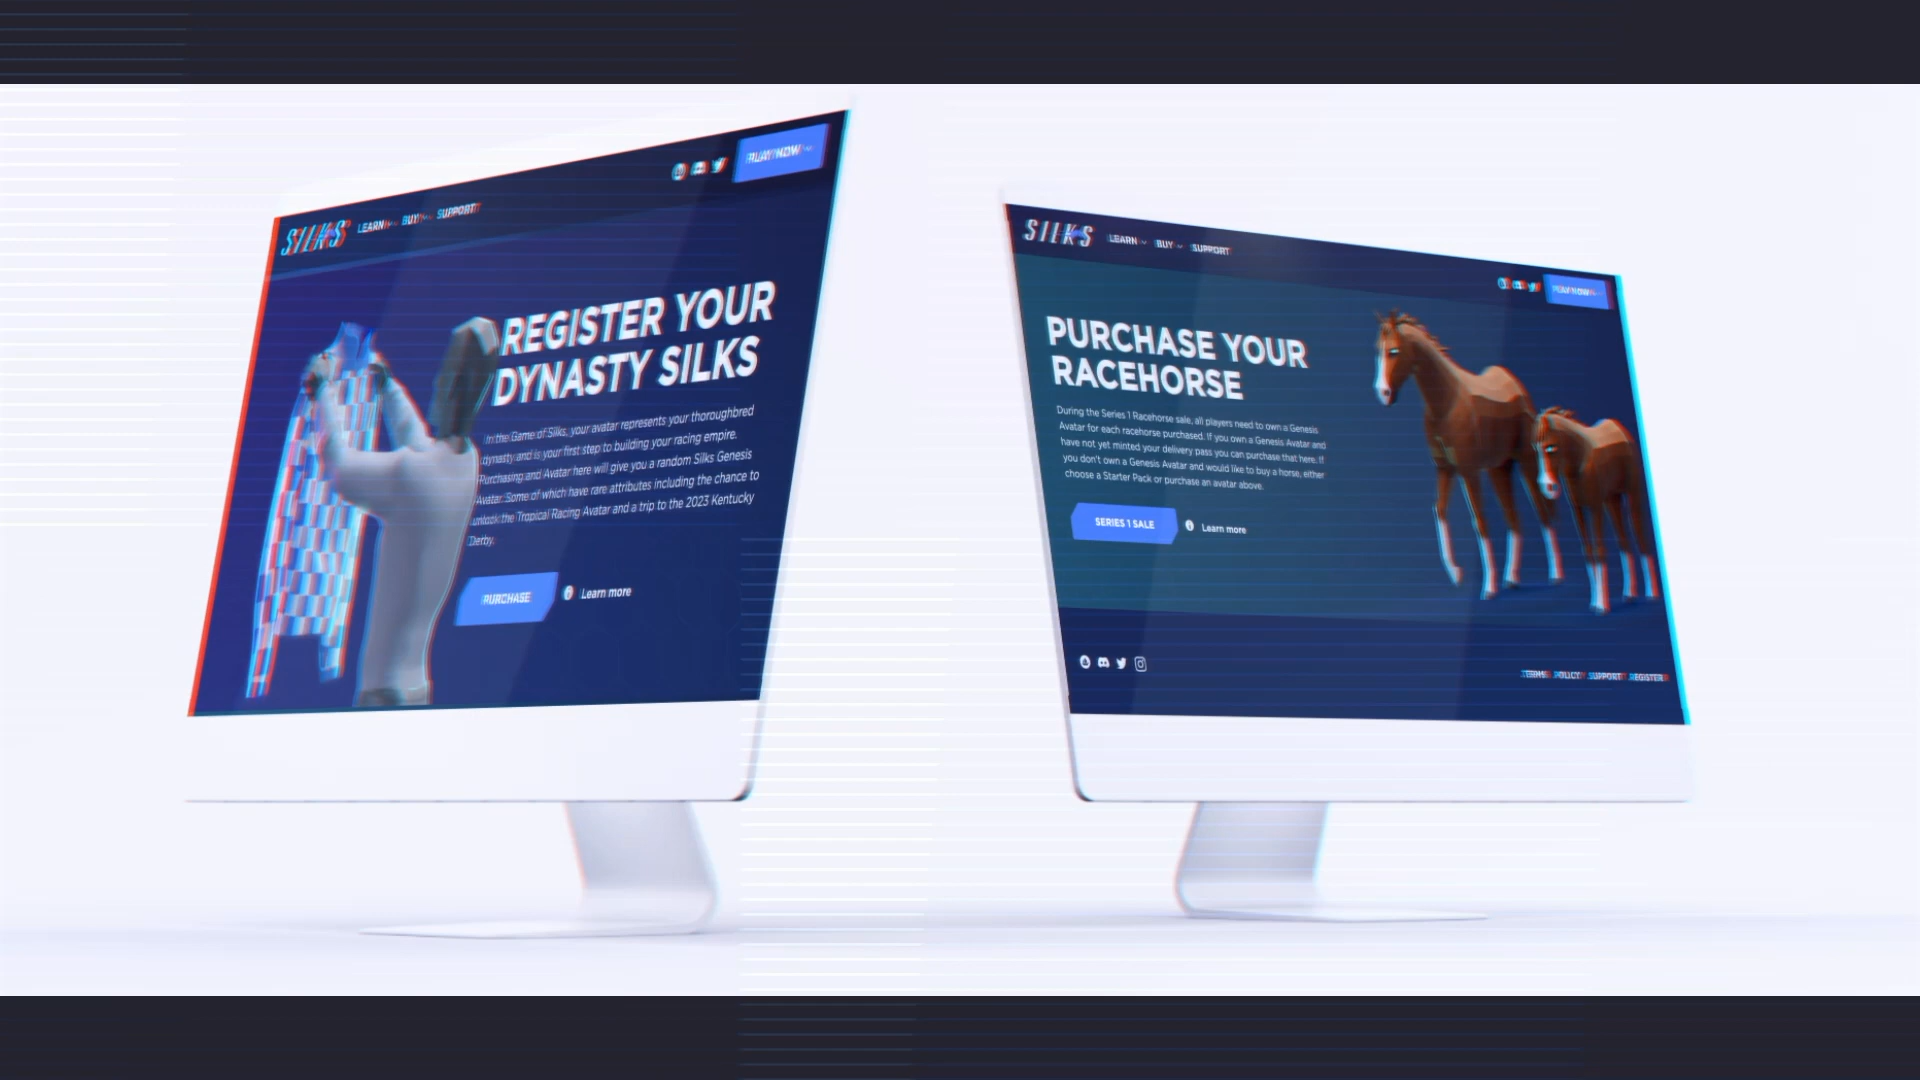 SILKS LEARN BUY SUPPORT
PLAY NOW
REGISTER YOUR
DYNASTY SILKS
In the Game of Silks, your avatar represents your thoroughbred
dynasty and is your first step to building your racing empire.
Purchasing and Avatar here will give you a random Silks Genesis
Avatar. Some of which have rare attributes including the chance to
unlock the Tropical Racing Avatar and a trip to the 2023 Kentucky
Derby.
PURCHASE Learn more
SILKS LEARN BUY SUPPORT
PLAY NOW
PURCHASE YOUR
RACEHORSE
During the Series 1 Racehorse sale, all players need to own a Genesis
Avatar for each racehorse purchased. If you own a Genesis Avatar and
have not yet minted your delivery pass you can purchase that here. If
you don't own a Genesis Avatar and would like to buy a horse, either
choose a Starter Pack or purchase an avatar above.
SERIES 1 SALE Learn more
TERMS POLICY SUPPORT REGISTER